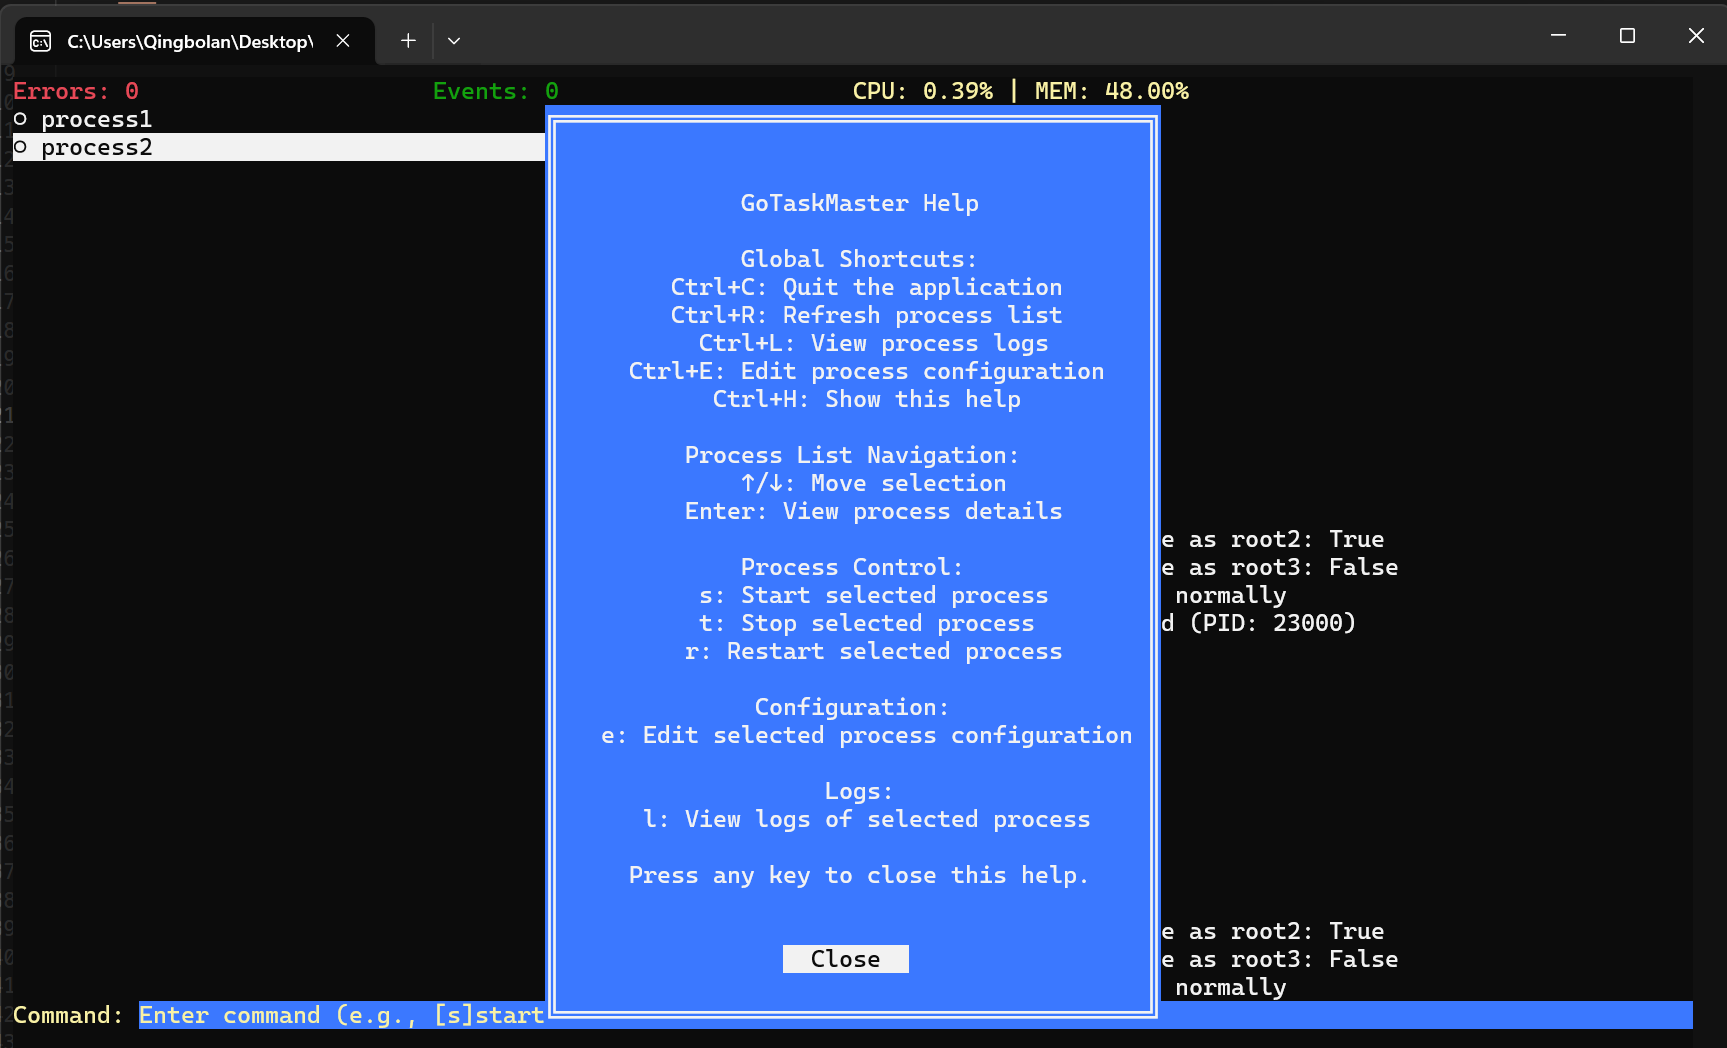 C:\Users\Qingbolan\Desktop\
Errors: 0 Events: 0 CPU: 0.39% | MEM: 48.00%
○ process1
○ process2
GoTaskMaster Help
Global Shortcuts:
Ctrl+C: Quit the application
Ctrl+R: Refresh process list
Ctrl+L: View process logs
Ctrl+E: Edit process configuration
Ctrl+H: Show this help
Process List Navigation:
↑/↓: Move selection
Enter: View process details
e as root2: True
Process Control:
e as root3: False
s: Start selected process
normally
t: Stop selected process
d (PID: 23000)
r: Restart selected process
Configuration:
e: Edit selected process configuration
Logs:
l: View logs of selected process
Press any key to close this help.
e as root2: True
Close
e as root3: False
normally
Command: Enter command (e.g., [s]start